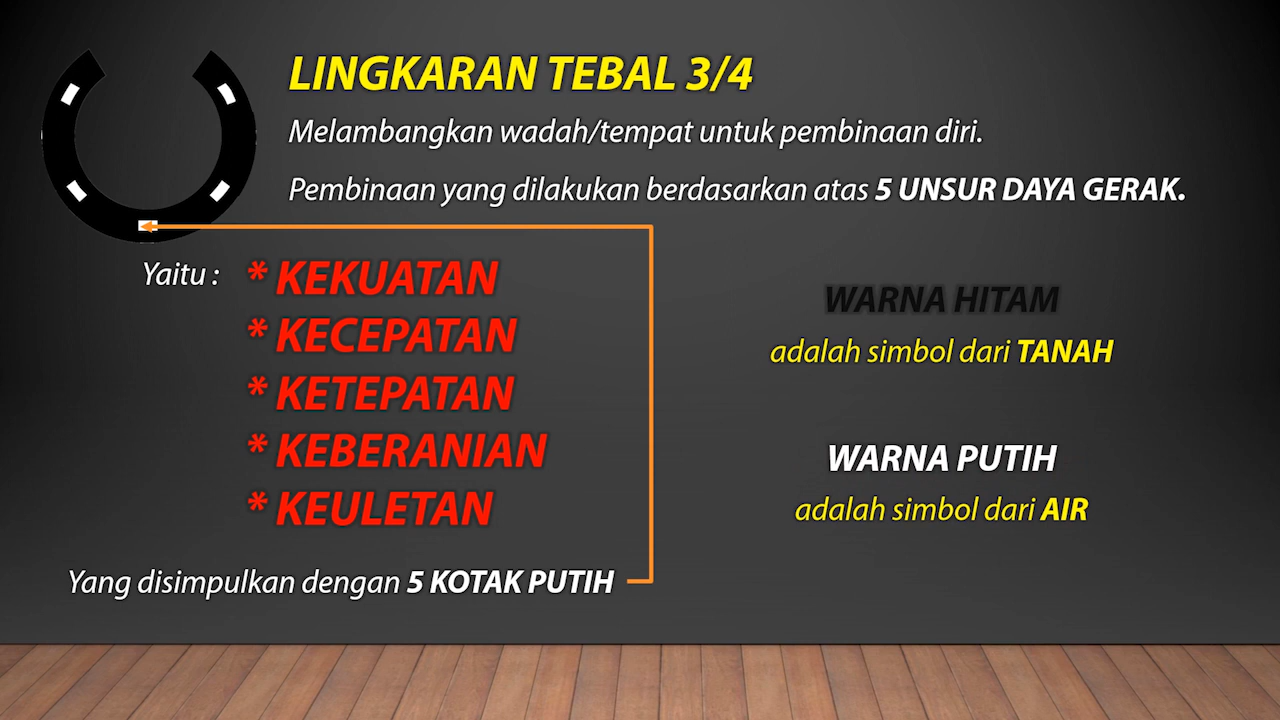 LINGKARAN TEBAL 3/4
Melambangkan wadah/tempat untuk pembinaan diri.
Pembinaan yang dilakukan berdasarkan atas 5 UNSUR DAYA GERAK.
Yaitu : * KEKUATAN
* KECEPATAN
* KETEPATAN
* KEBERANIAN
* KEULETAN
Yang disimpulkan dengan 5 KOTAK PUTIH
WARNA HITAM
adalah simbol dari TANAH
WARNA PUTIH
adalah simbol dari AIR